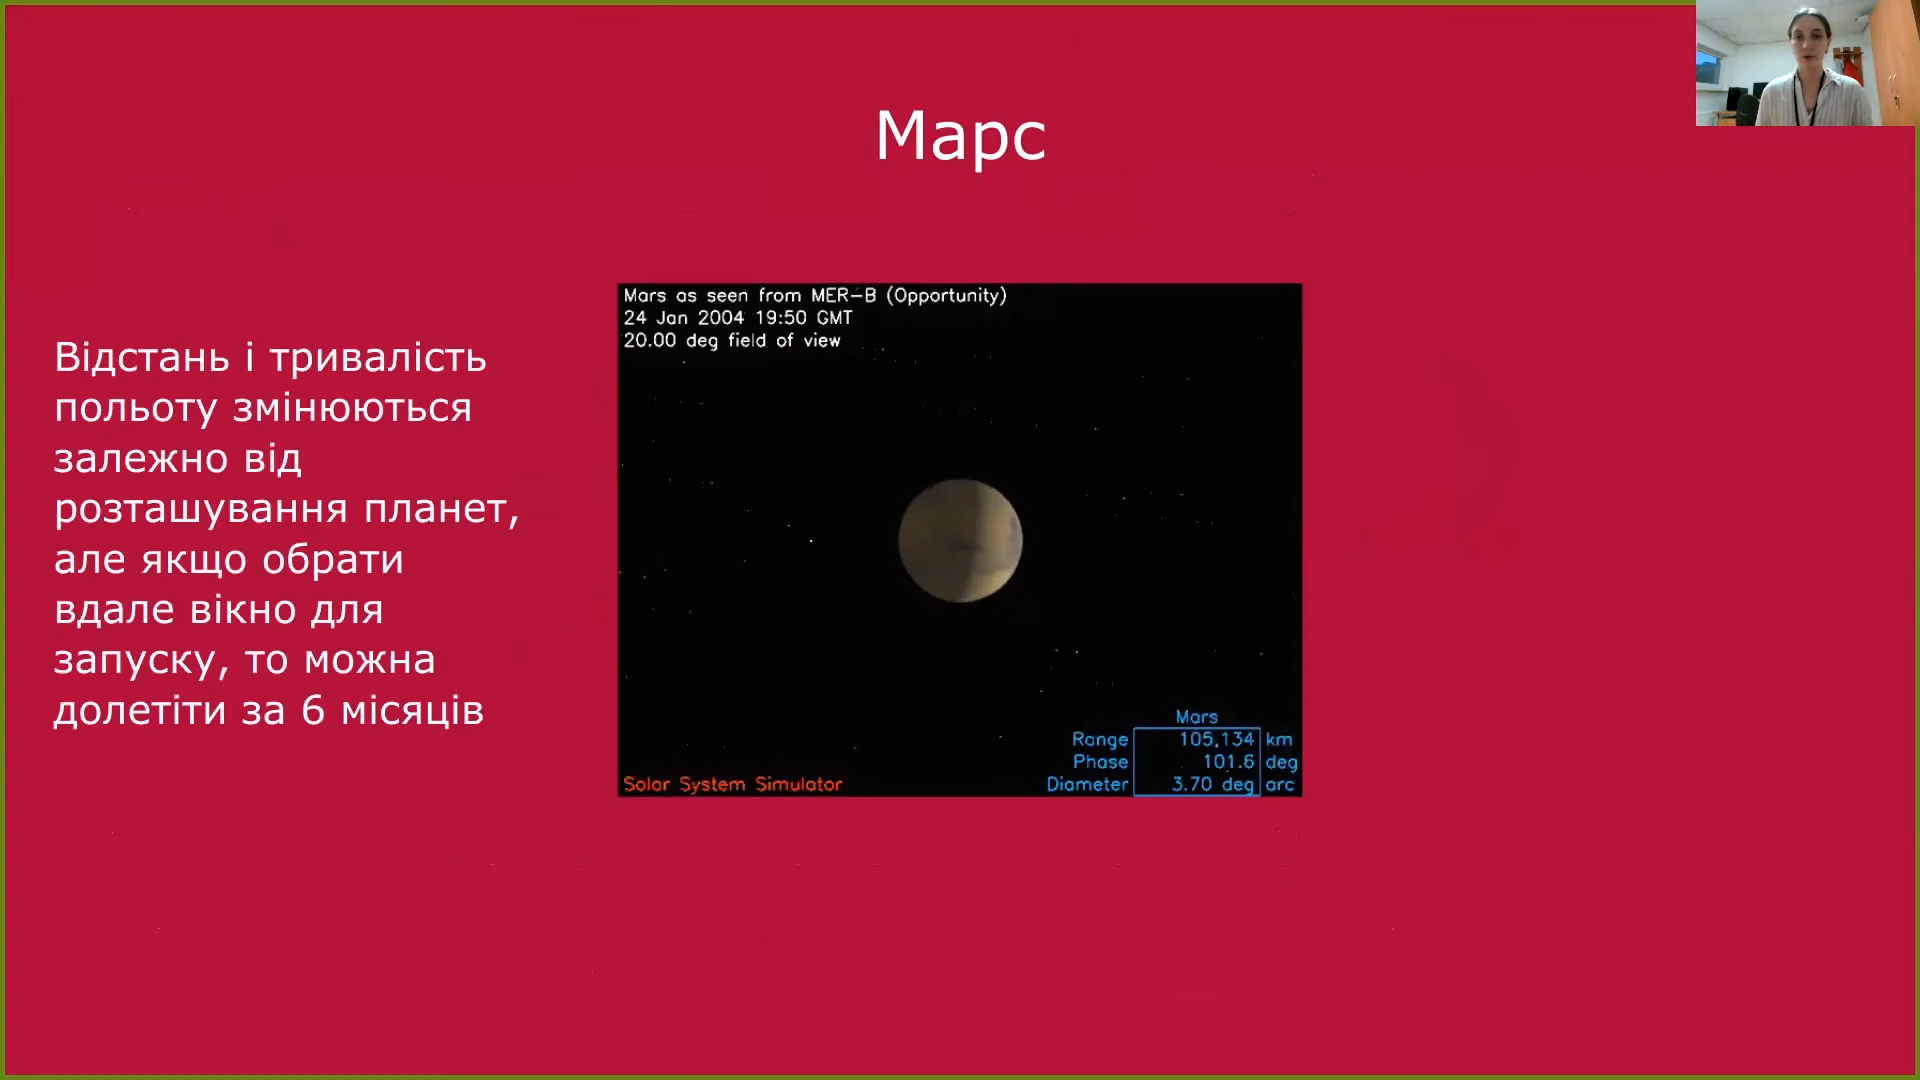 Марс
Відстань і тривалість
польоту змінюються
залежно від
розташування планет,
але якщо обрати
вдале вікно для
запуску, то можна
долетіти за 6 місяців
Mars as seen from MER-B (Opportunity)
24 Jan 2004 19:50 GMT
20.00 deg field of view
Mars
Range 105,134 km
Phase 101.6 deg
Diameter 3.70 deg arc
Solar System Simulator